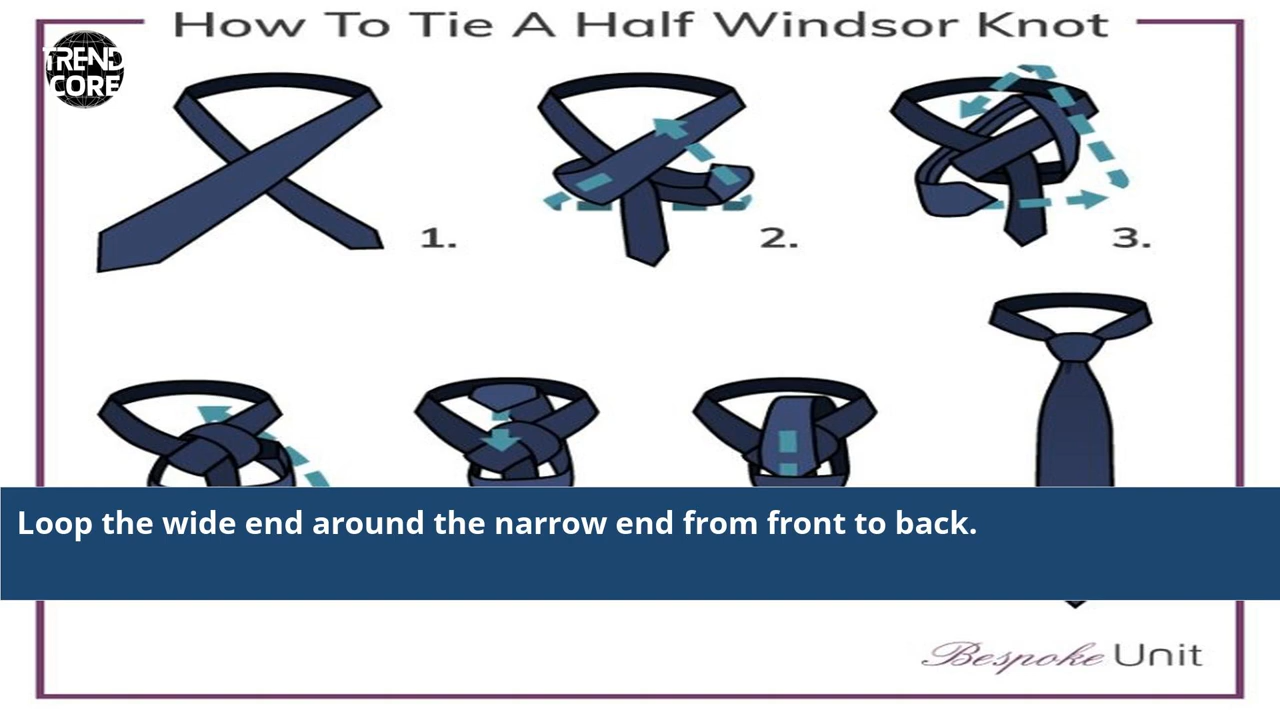 How To Tie A Half Windsor Knot
TREND
CORE
1.
2.
3.
Loop the wide end around the narrow end from front to back.
Bespoke Unit